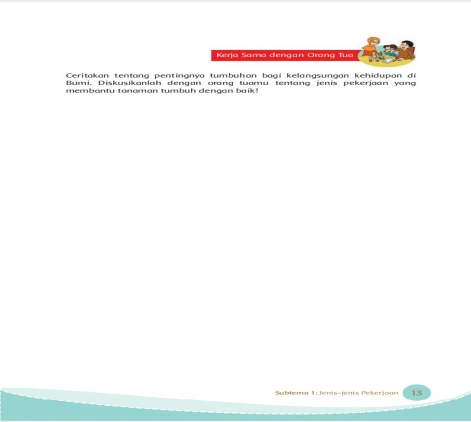 Kerja Sama dengan Orang Tua
Ceritakan tentang pentingnya tumbuhan bagi kelangsungan kehidupan di
Bumi. Diskusikanlah dengan orang tuamu tentang jenis pekerjaan yang
membantu tanaman tumbuh dengan baik!
Subtema 1: Jenis-jenis Pekerjaan 13